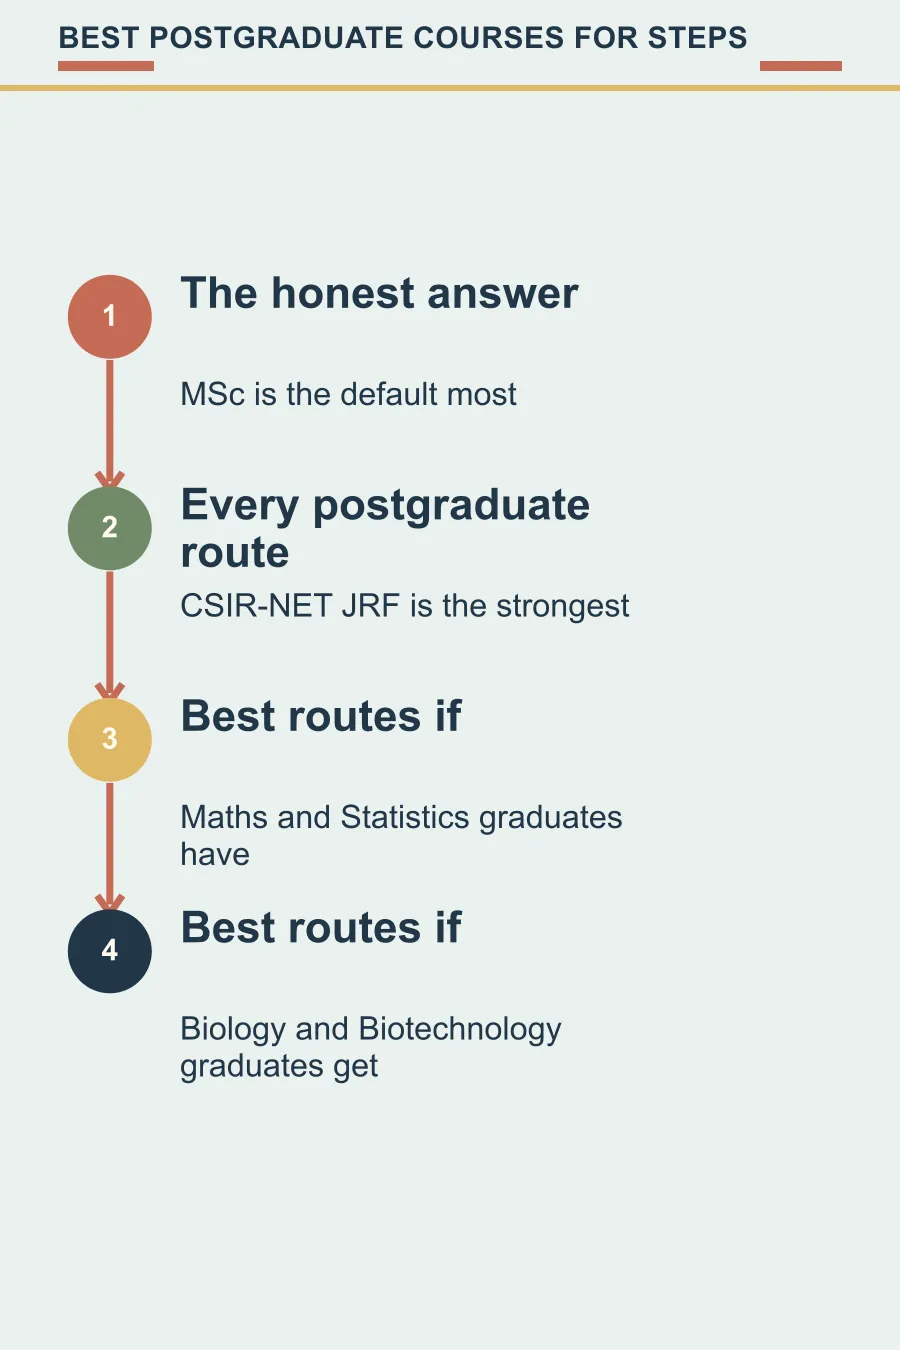 BEST POSTGRADUATE COURSES FOR STEPS
1
The honest answer
MSc is the default most
2
Every postgraduate
route
CSIR-NET JRF is the strongest
3
Best routes if
Maths and Statistics graduates
have
4
Best routes if
Biology and Biotechnology
graduates get